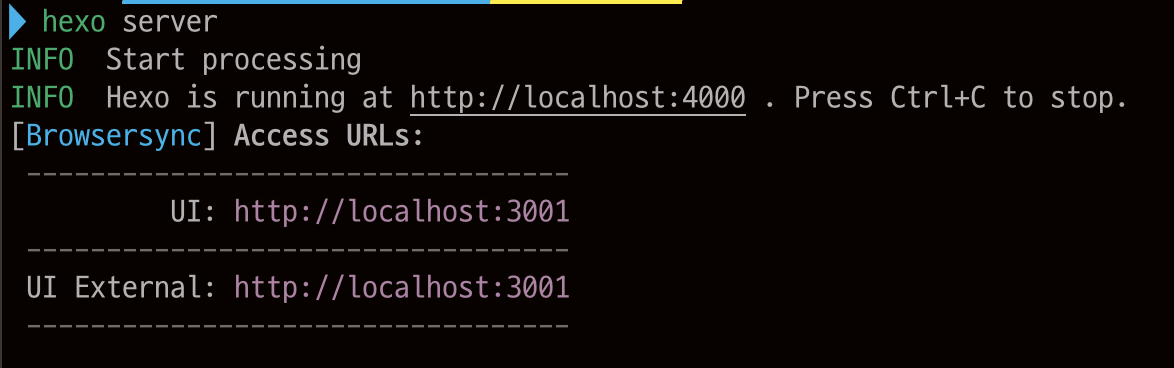 hexo server
INFO  Start processing
INFO  Hexo is running at http://localhost:4000 . Press Ctrl+C to stop.
[Browsersync] Access URLs:
----------------------------------
UI: http://localhost:3001
----------------------------------
UI External: http://localhost:3001
----------------------------------